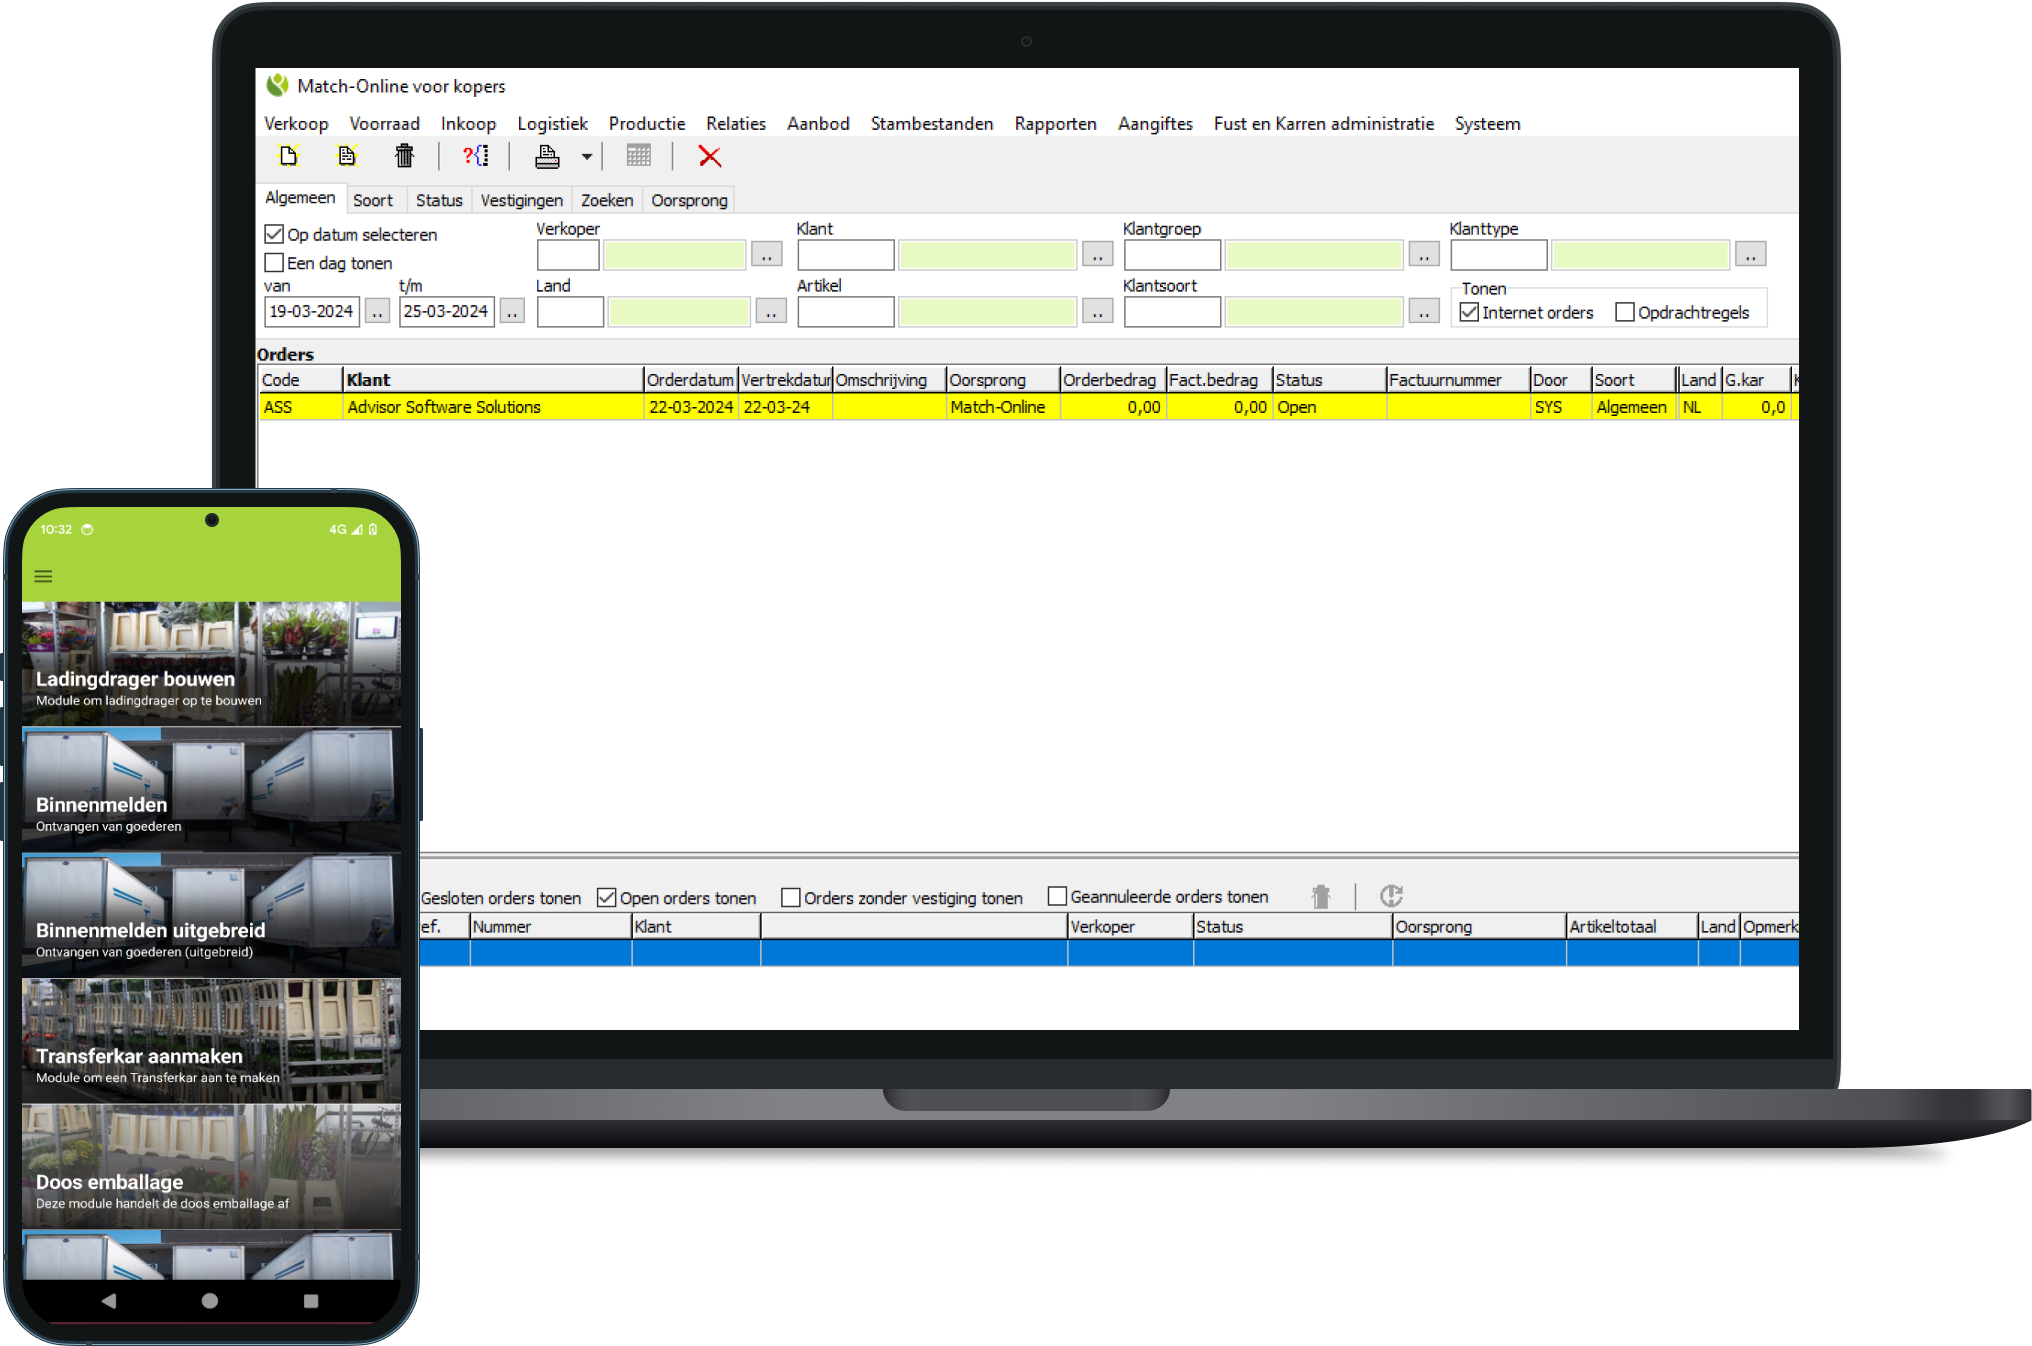 Match-Online voor kopers
Verkoop Voorraad Inkoop Logistiek Productie Relaties Aanbod Stambestanden Rapporten Aangiftes Fust en Karren administratie Systeem
Algemeen Soort Status Vestigingen Zoeken Oorsprong
Op datum selecteren Verkoper Klant Klantgroep Klanttype
Een dag tonen
van t/m Land Artikel Klantsoort Tonen
19-03-2024 .. 25-03-2024 .. Internet orders Opdrachtregels
Orders
Code Klant Orderdatum Vertrekdatur Omschrijving Oorsprong Orderbedrag Fact.bedrag Status Factuurnummer Door Soort Land G.kar
ASS Advisor Software Solutions 22-03-2024 22-03-24 Match-Online 0,00 0,00 Open SYS Algemeen NL 0,0
Gesloten orders tonen Open orders tonen Orders zonder vestiging tonen Geannuleerde orders tonen
ef. Nummer Klant Verkoper Status Oorsprong Artikeltotaal Land Opmerk
10:32 4G
Ladingdrager bouwen
Module om ladingdrager op te bouwen
Binnenmelden
Ontvangen van goederen
Binnenmelden uitgebreid
Ontvangen van goederen (uitgebreid)
Transferkar aanmaken
Module om een Transferkar aan te maken
Doos emballage
Deze module handelt de doos emballage af